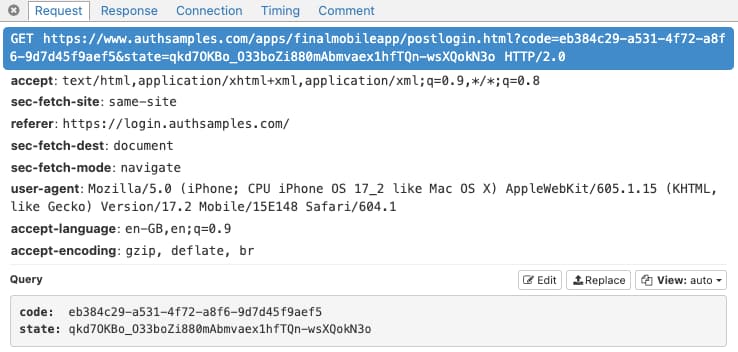 Request Response Connection Timing Comment
GET https://www.authsamples.com/apps/finalmobileapp/postlogin.html?code=eb384c29-a531-4f72-a8f
6-9d7d45f9aef5&state=qkd7OKBo_O33boZi880mAbmvaex1hfTQn-wsXQokN3o HTTP/2.0
accept: text/html,application/xhtml+xml,application/xml;q=0.9,*/*;q=0.8
sec-fetch-site: same-site
referer: https://login.authsamples.com/
sec-fetch-dest: document
sec-fetch-mode: navigate
user-agent: Mozilla/5.0 (iPhone; CPU iPhone OS 17_2 like Mac OS X) AppleWebKit/605.1.15 (KHTML,
like Gecko) Version/17.2 Mobile/15E148 Safari/604.1
accept-language: en-GB,en;q=0.9
accept-encoding: gzip, deflate, br
Query Edit Replace View: auto
code: eb384c29-a531-4f72-a8f6-9d7d45f9aef5
state: qkd7OKBo_O33boZi880mAbmvaex1hfTQn-wsXQokN3o